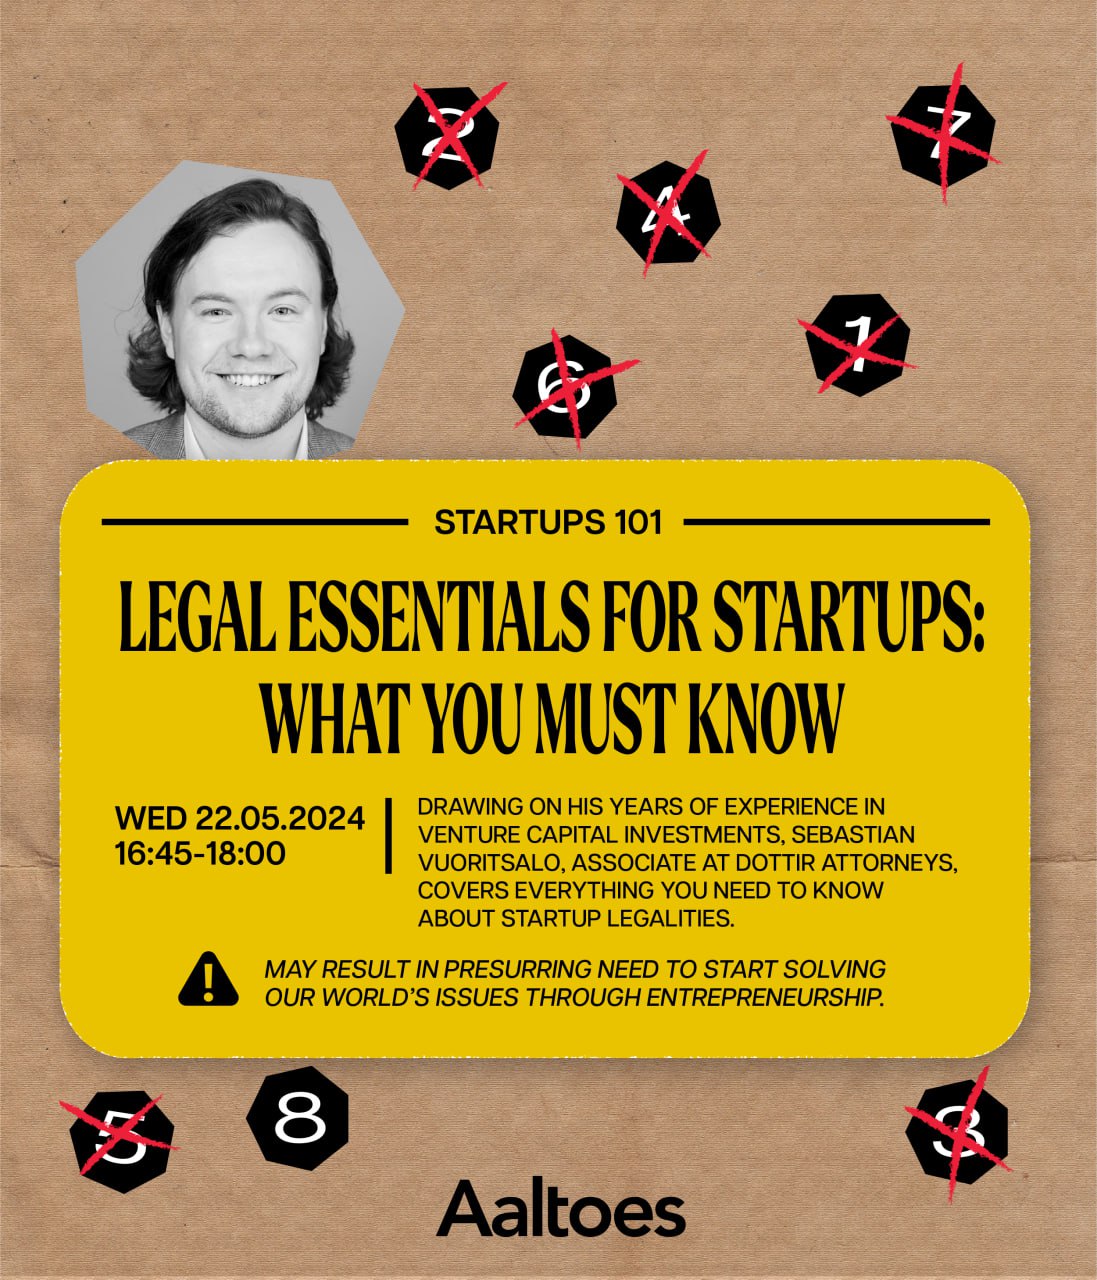 2
7
4
1
6
STARTUPS 101
LEGAL ESSENTIALS FOR STARTUPS:
WHAT YOU MUST KNOW
WED 22.05.2024
16:45-18:00
DRAWING ON HIS YEARS OF EXPERIENCE IN
VENTURE CAPITAL INVESTMENTS, SEBASTIAN
VUORITSALO, ASSOCIATE AT DOTTIR ATTORNEYS,
COVERS EVERYTHING YOU NEED TO KNOW
ABOUT STARTUP LEGALITIES.
MAY RESULT IN PRESURRING NEED TO START SOLVING
OUR WORLD'S ISSUES THROUGH ENTREPRENEURSHIP.
5
8
3
Aaltoes